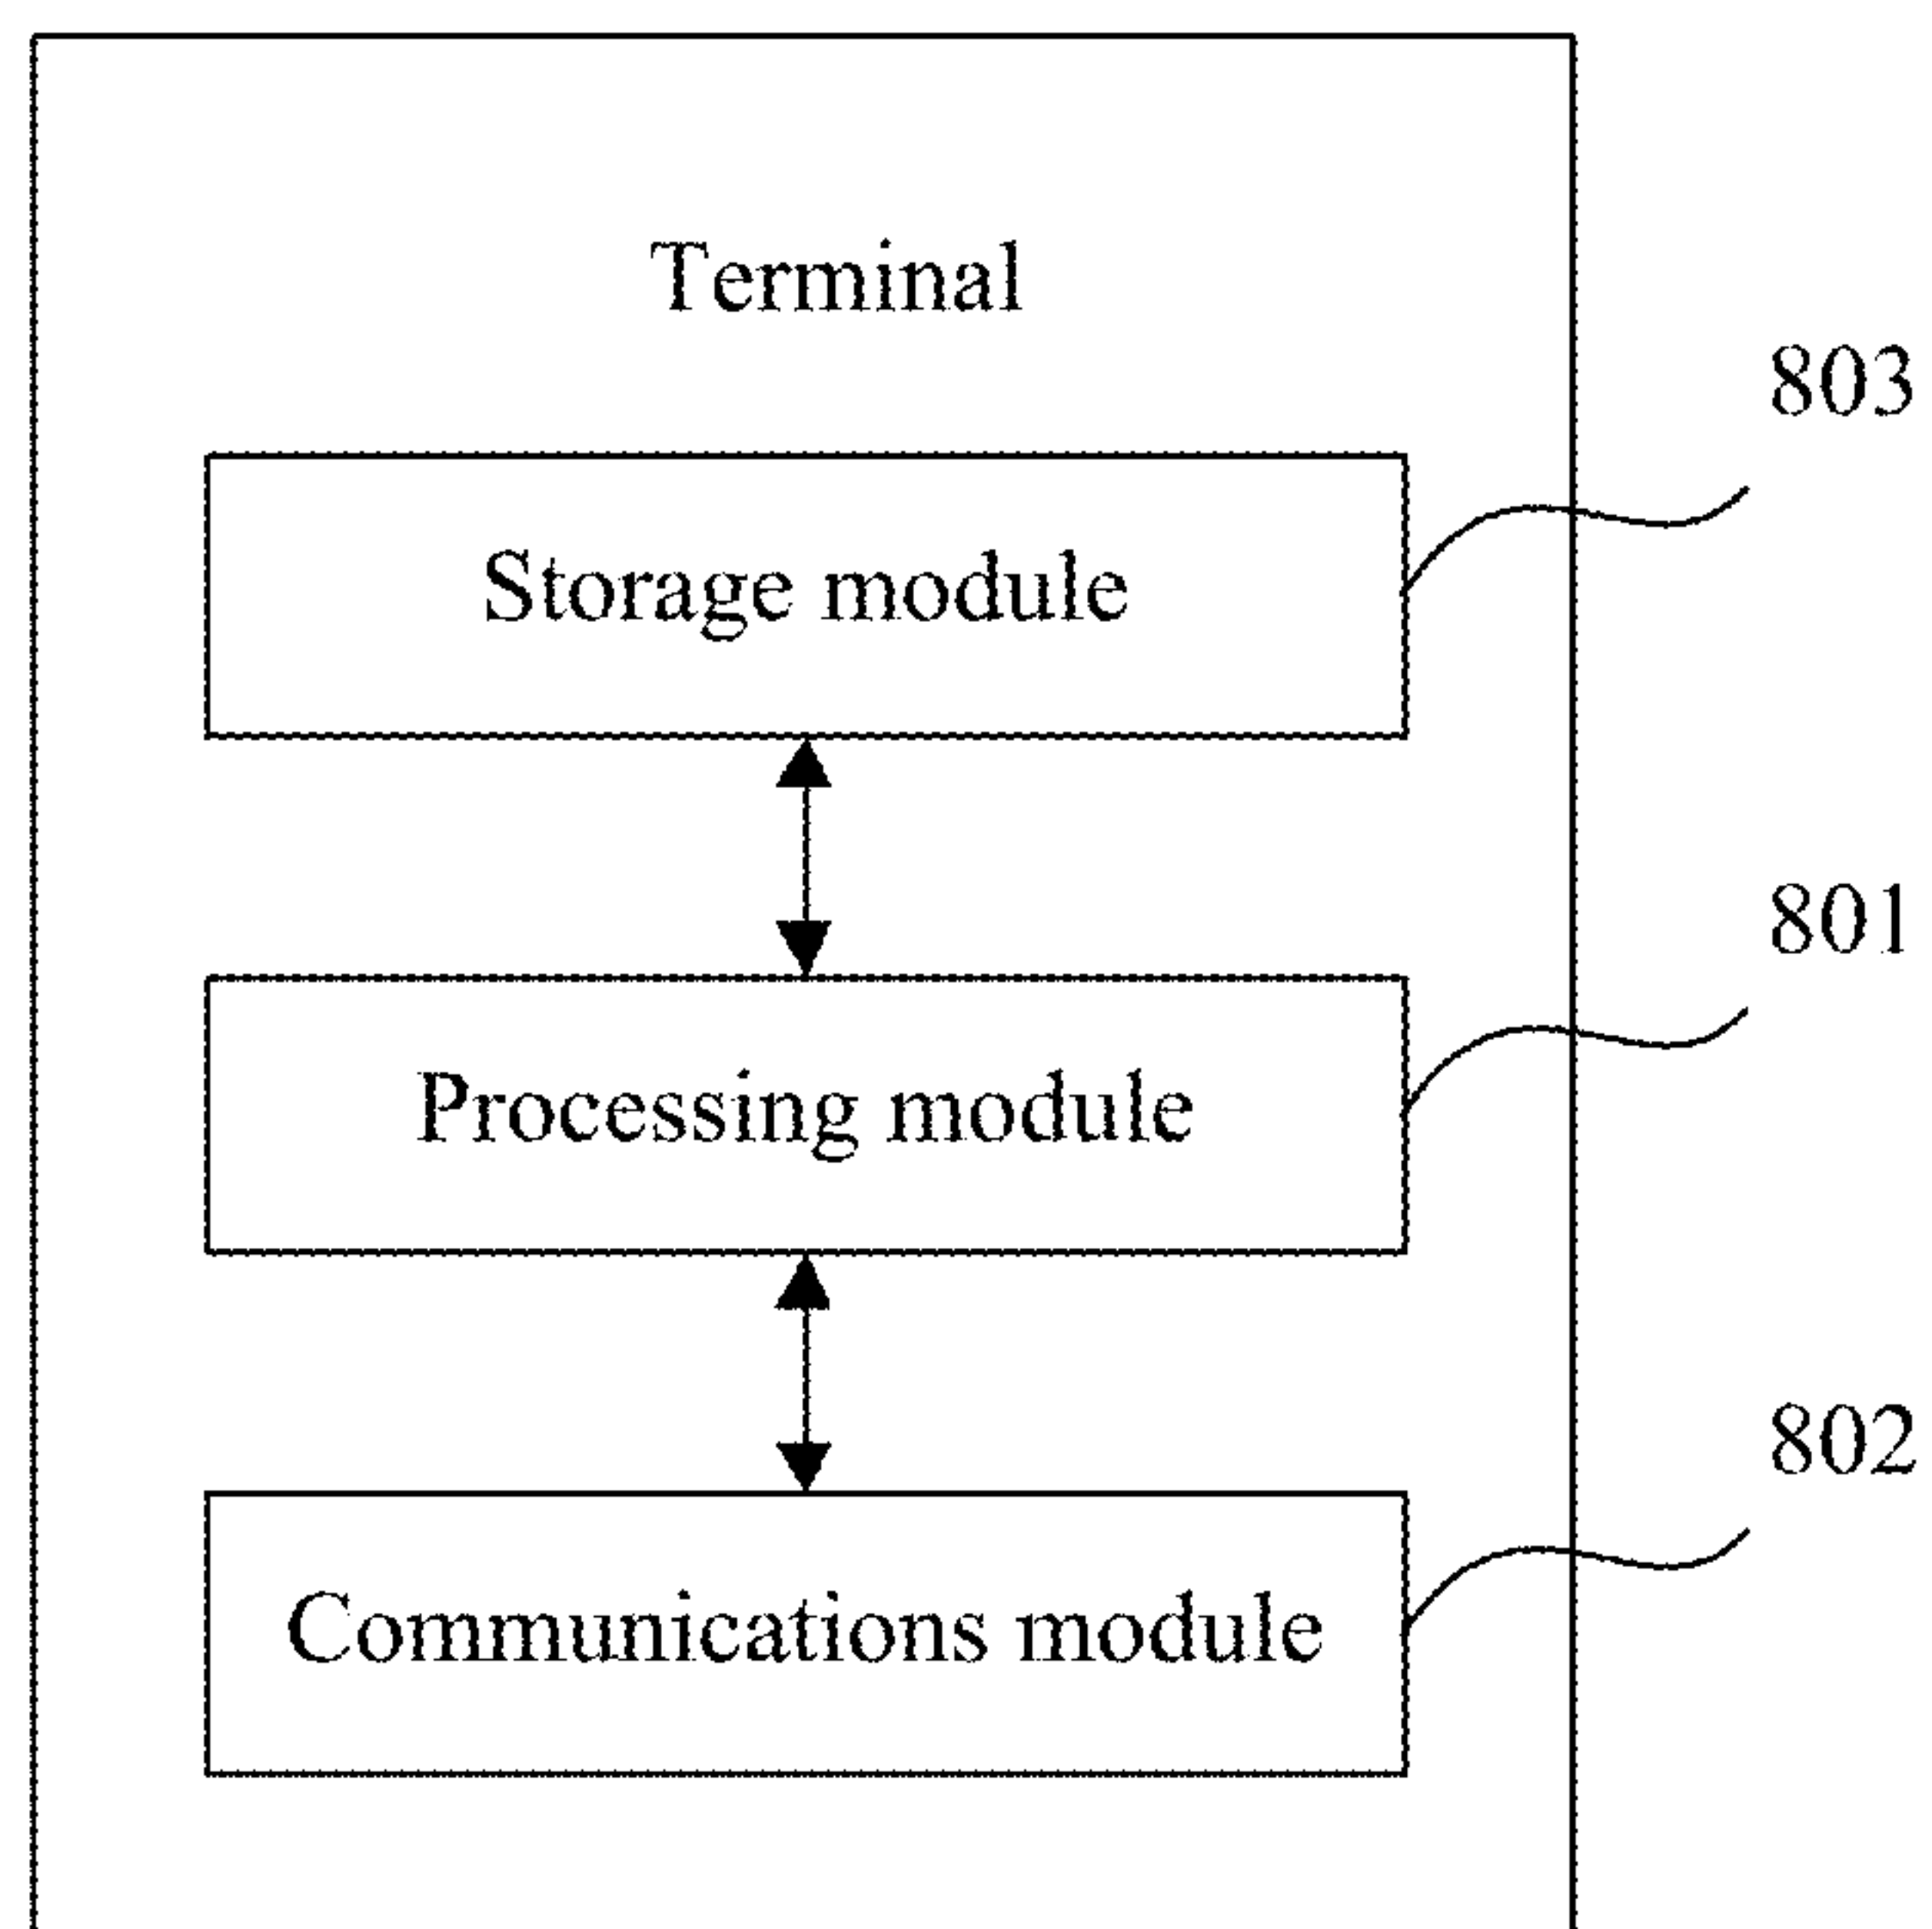 Terminal
803
Storage module
801
Processing module
802
Communications module